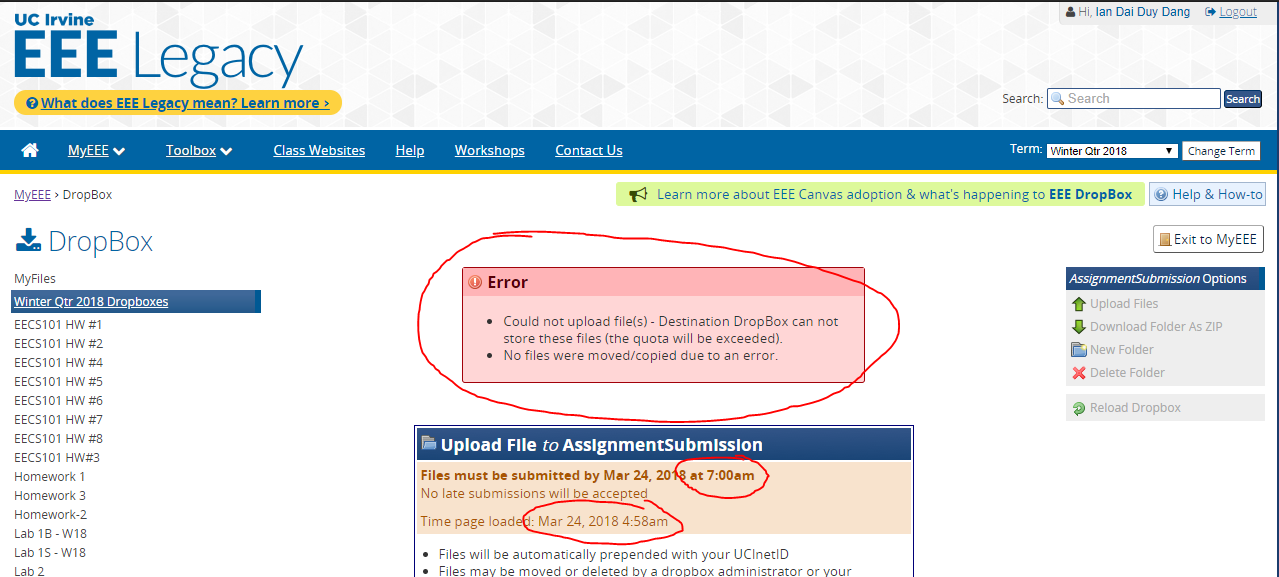 UC Irvine
EEE Legacy
What does EEE Legacy mean? Learn more ›
Hi, Ian Dai Duy Dang Logout
Search: Search Search
MyEEE Toolbox Class Websites Help Workshops Contact Us Term: Winter Qtr 2018 Change Term
MyEEE › DropBox
Learn more about EEE Canvas adoption & what's happening to EEE DropBox
Help & How-to
DropBox
Exit to MyEEE
MyFiles
Winter Qtr 2018 Dropboxes
EECS101 HW #1
EECS101 HW #2
EECS101 HW #4
EECS101 HW #5
EECS101 HW #6
EECS101 HW #7
EECS101 HW #8
EECS101 HW#3
Homework 1
Homework 3
Homework-2
Lab 1B - W18
Lab 1S - W18
Lab 2
Error
• Could not upload file(s) - Destination DropBox can not
store these files (the quota will be exceeded).
• No files were moved/copied due to an error.
Upload File to AssignmentSubmission
Files must be submitted by Mar 24, 2018 at 7:00am
No late submissions will be accepted
Time page loaded: Mar 24, 2018 4:58am
• Files will be automatically prepended with your UCInetID
• Files may be moved or deleted by a dropbox administrator or your
AssignmentSubmission Options
Upload Files
Download Folder As ZIP
New Folder
Delete Folder
Reload Dropbox